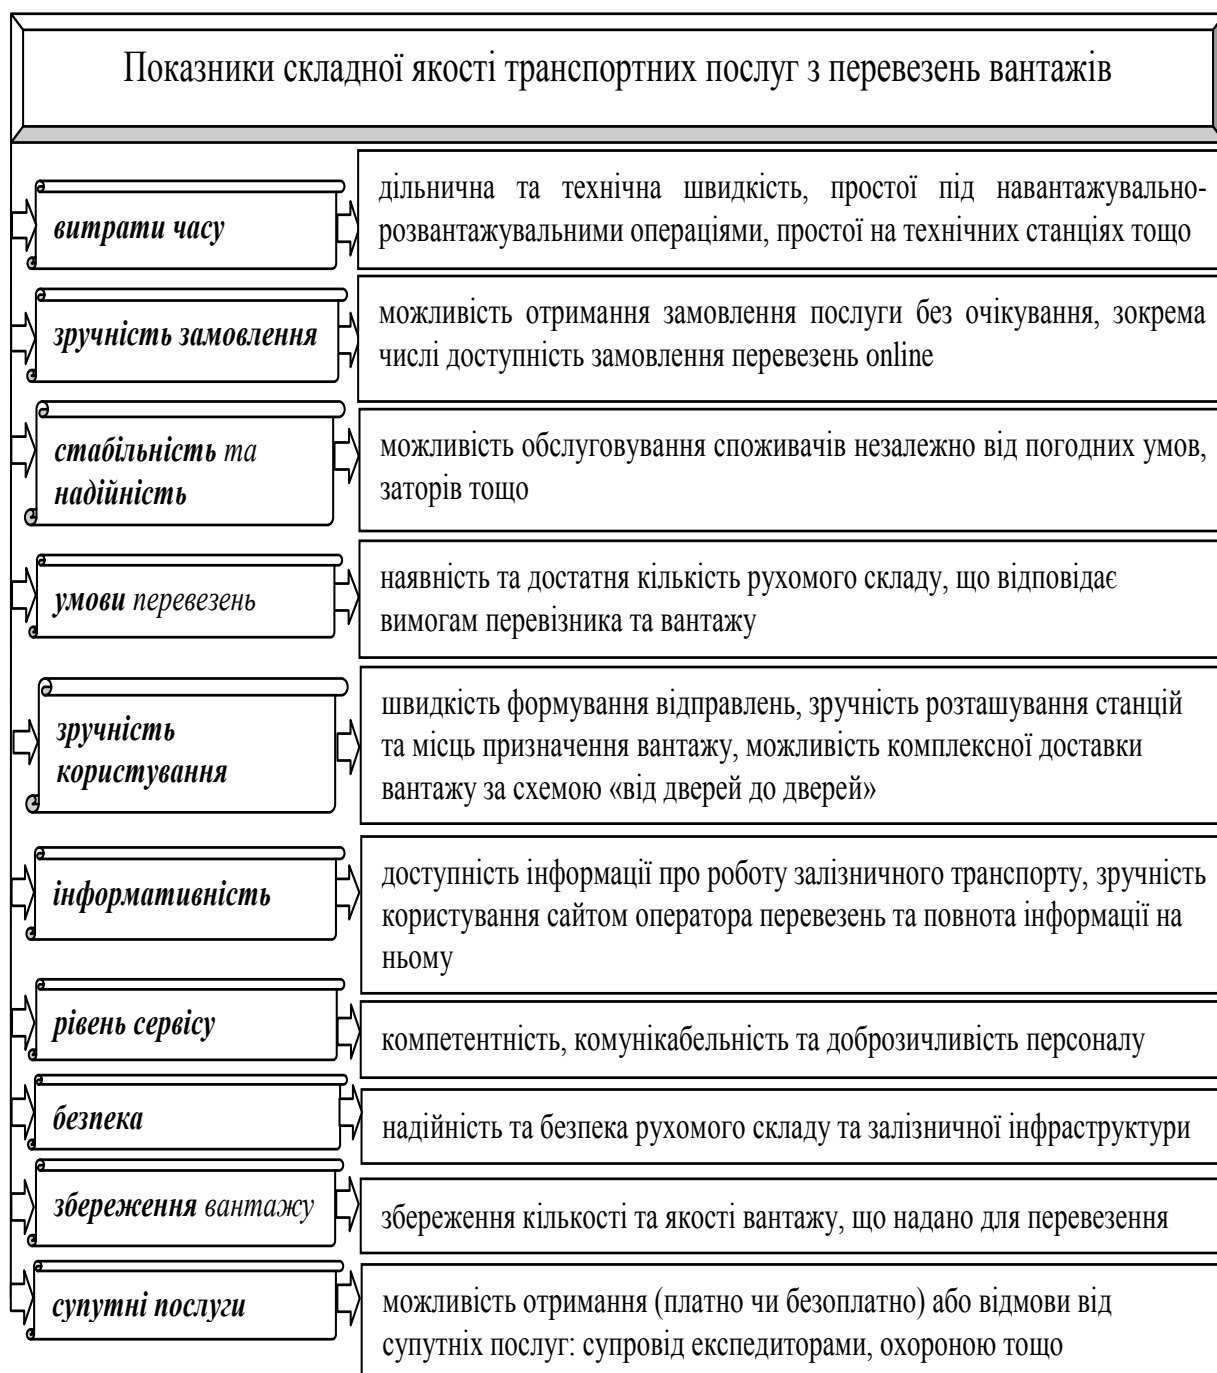 Показники складної якості транспортних послуг з перевезень вантажів
витрати часу
дільнична та технічна швидкість, простої під навантажувально-
розвантажувальними операціями, простої на технічних станціях тощо
зручність замовлення
можливість отримання замовлення послуги без очікування, зокрема
числі доступність замовлення перевезень online
стабільність та
надійність
можливість обслуговування споживачів незалежно від погодних умов,
заторів тощо
умови перевезень
наявність та достатня кількість рухомого складу, що відповідає
вимогам перевізника та вантажу
зручність
користування
швидкість формування відправлень, зручність розташування станцій
та місць призначення вантажу, можливість комплексної доставки
вантажу за схемою «від дверей до дверей»
інформативність
доступність інформації про роботу залізничного транспорту, зручність
користування сайтом оператора перевезень та повнота інформації на
ньому
рівень сервісу
компетентність, комунікабельність та доброзичливість персоналу
безпека
надійність та безпека рухомого складу та залізничної інфраструктури
збереження вантажу
збереження кількості та якості вантажу, що надано для перевезення
супутні послуги
можливість отримання (платно чи безоплатно) або відмови від
супутніх послуг: супровід експедиторами, охороною тощо